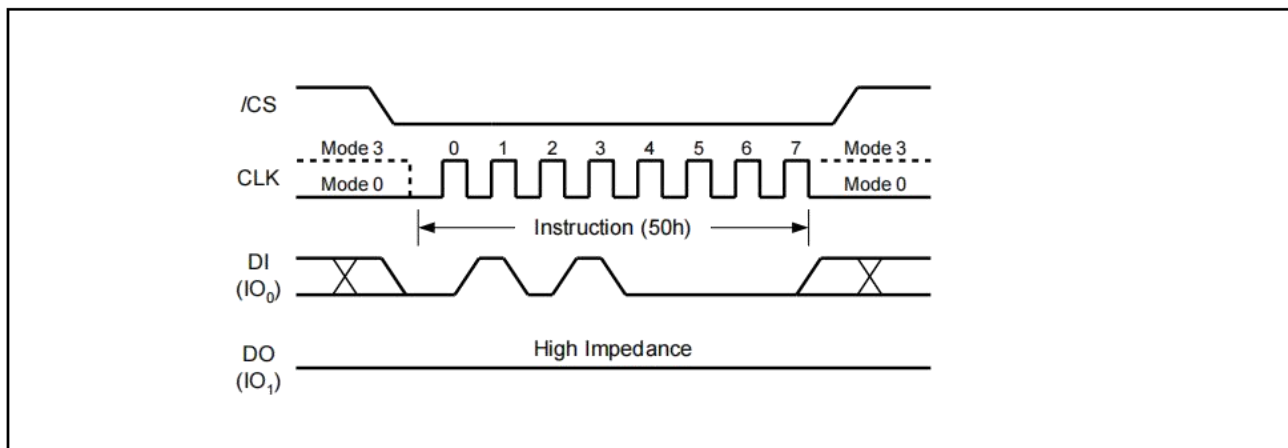 /CS
Mode 3 0 1 2 3 4 5 6 7 Mode 3
CLK
Mode 0 Mode 0
Instruction (50h)
DI
(IO₀)
High Impedance
DO
(IO₁)